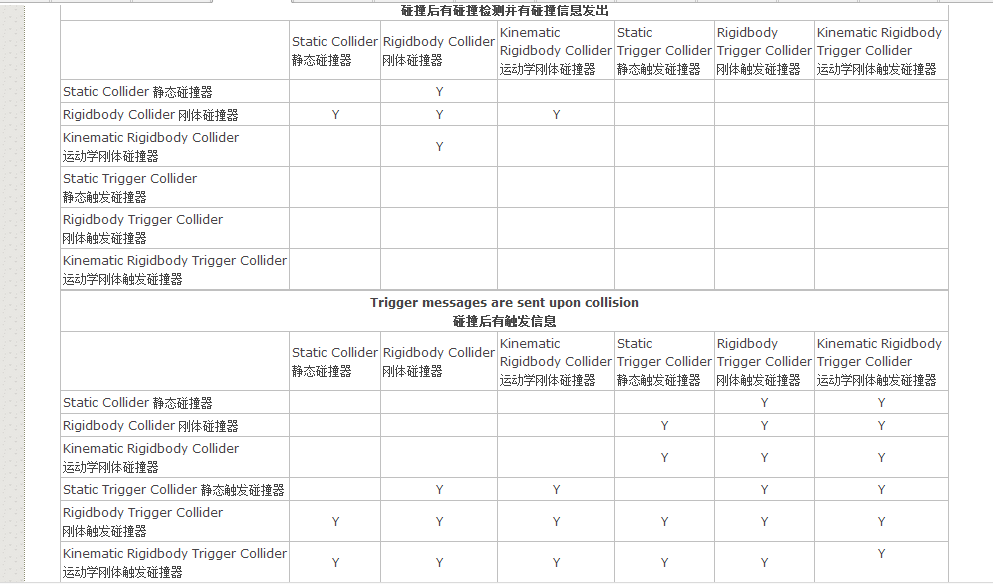 碰撞后有碰撞检测并有碰撞信息发出
Static Collider 静态碰撞器
Rigidbody Collider 刚体碰撞器
Kinematic Rigidbody Collider 运动学刚体碰撞器
Static Trigger Collider 静态触发碰撞器
Rigidbody Trigger Collider 刚体触发碰撞器
Kinematic Rigidbody Trigger Collider 运动学刚体触发碰撞器
Static Collider 静态碰撞器 Y
Rigidbody Collider 刚体碰撞器 Y Y Y
Kinematic Rigidbody Collider
运动学刚体碰撞器 Y
Static Trigger Collider
静态触发碰撞器
Rigidbody Trigger Collider
刚体触发碰撞器
Kinematic Rigidbody Trigger Collider
运动学刚体触发碰撞器
Trigger messages are sent upon collision
碰撞后有触发信息
Static Collider 静态碰撞器
Rigidbody Collider 刚体碰撞器
Kinematic Rigidbody Collider 运动学刚体碰撞器
Static Trigger Collider 静态触发碰撞器
Rigidbody Trigger Collider 刚体触发碰撞器
Kinematic Rigidbody Trigger Collider 运动学刚体触发碰撞器
Static Collider 静态碰撞器 Y Y
Rigidbody Collider 刚体碰撞器 Y Y Y
Kinematic Rigidbody Collider
运动学刚体碰撞器 Y Y Y
Static Trigger Collider 静态触发碰撞器 Y Y Y Y
Rigidbody Trigger Collider
刚体触发碰撞器 Y Y Y Y Y Y
Kinematic Rigidbody Trigger Collider
运动学刚体触发碰撞器 Y Y Y Y Y Y